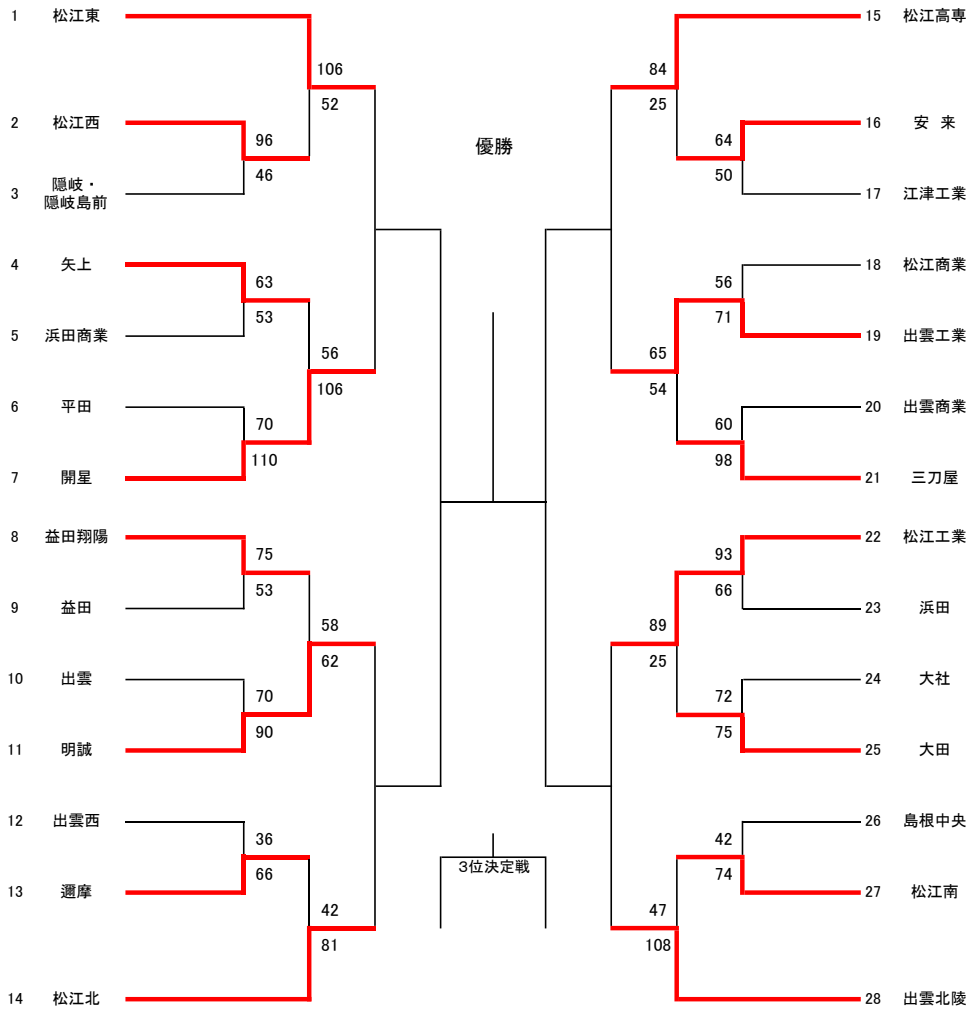 1 松江東
106
52
2 松江西
96
46
3 隠岐・
隠岐島前
4 矢上
63
53
5 浜田商業
56
106
6 平田
70
110
7 開星
8 益田翔陽
75
53
9 益田
58
62
10 出雲
70
90
11 明誠
12 出雲西
36
66
13 邇摩
42
81
14 松江北
優勝
3位決定戦
15 松江高専
84
25
16 安 来
64
50
17 江津工業
18 松江商業
56
71
19 出雲工業
65
54
20 出雲商業
60
98
21 三刀屋
22 松江工業
93
66
23 浜田
89
25
24 大社
72
75
25 大田
26 島根中央
42
74
27 松江南
47
108
28 出雲北陵